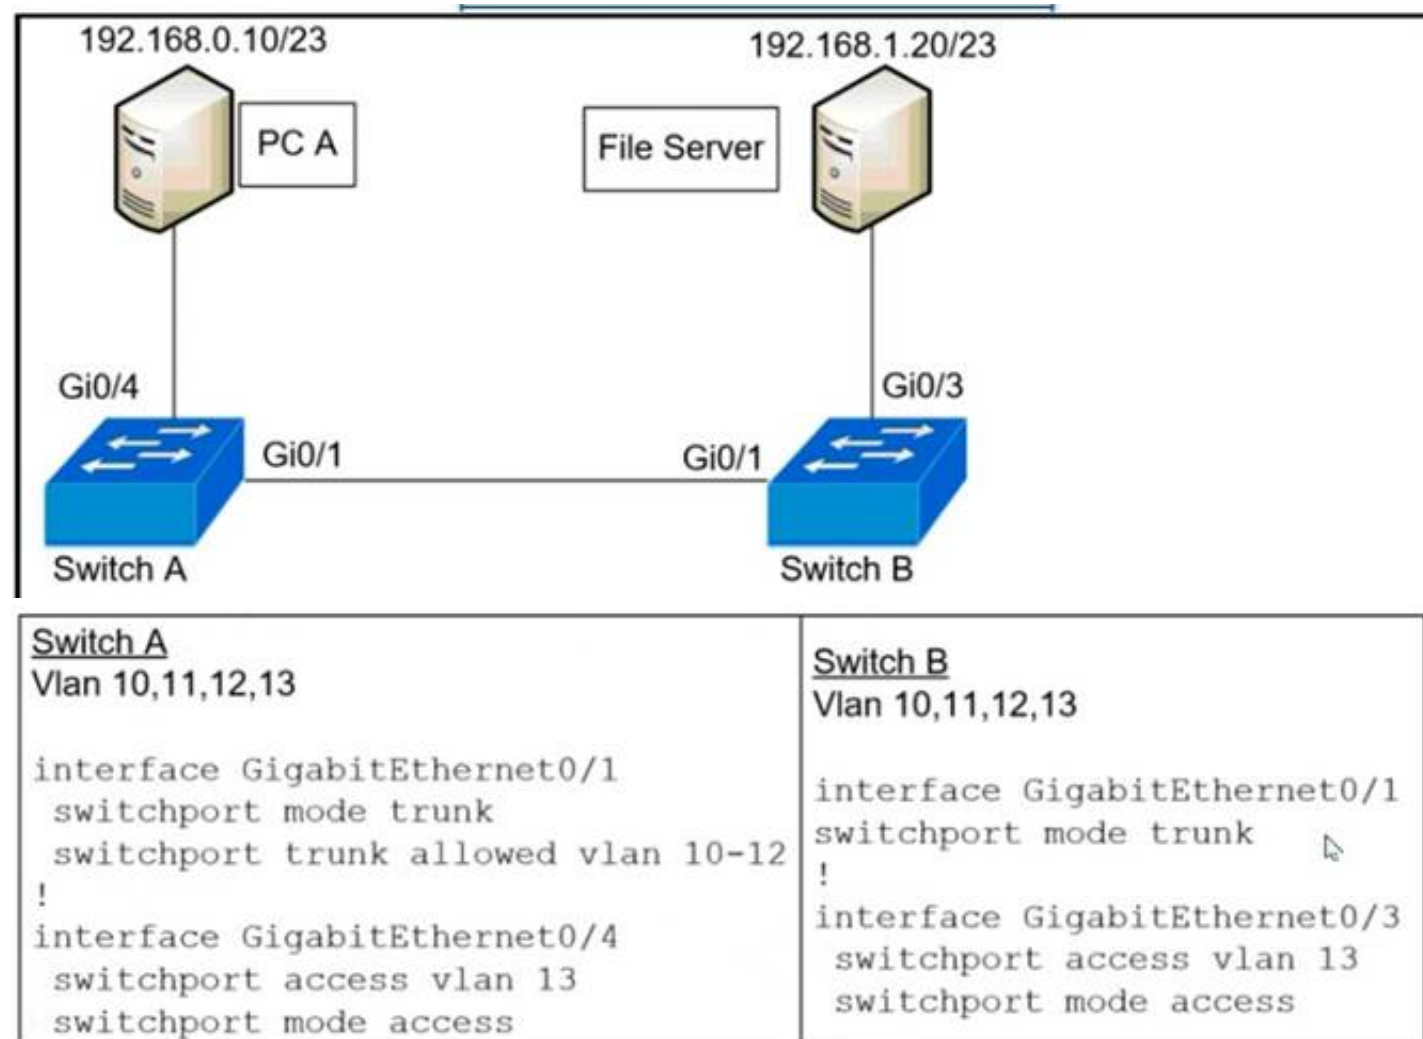 192.168.0.10/23
192.168.1.20/23
PC A
File Server
Gi0/4
Gi0/3
Gi0/1
Gi0/1
Switch A
Switch B
Switch A
Vlan 10,11,12,13
interface GigabitEthernet0/1
switchport mode trunk
switchport trunk allowed vlan 10-12
!
interface GigabitEthernet0/4
switchport access vlan 13
switchport mode access
Switch B
Vlan 10,11,12,13
interface GigabitEthernet0/1
switchport mode trunk
!
interface GigabitEthernet0/3
switchport access vlan 13
switchport mode access